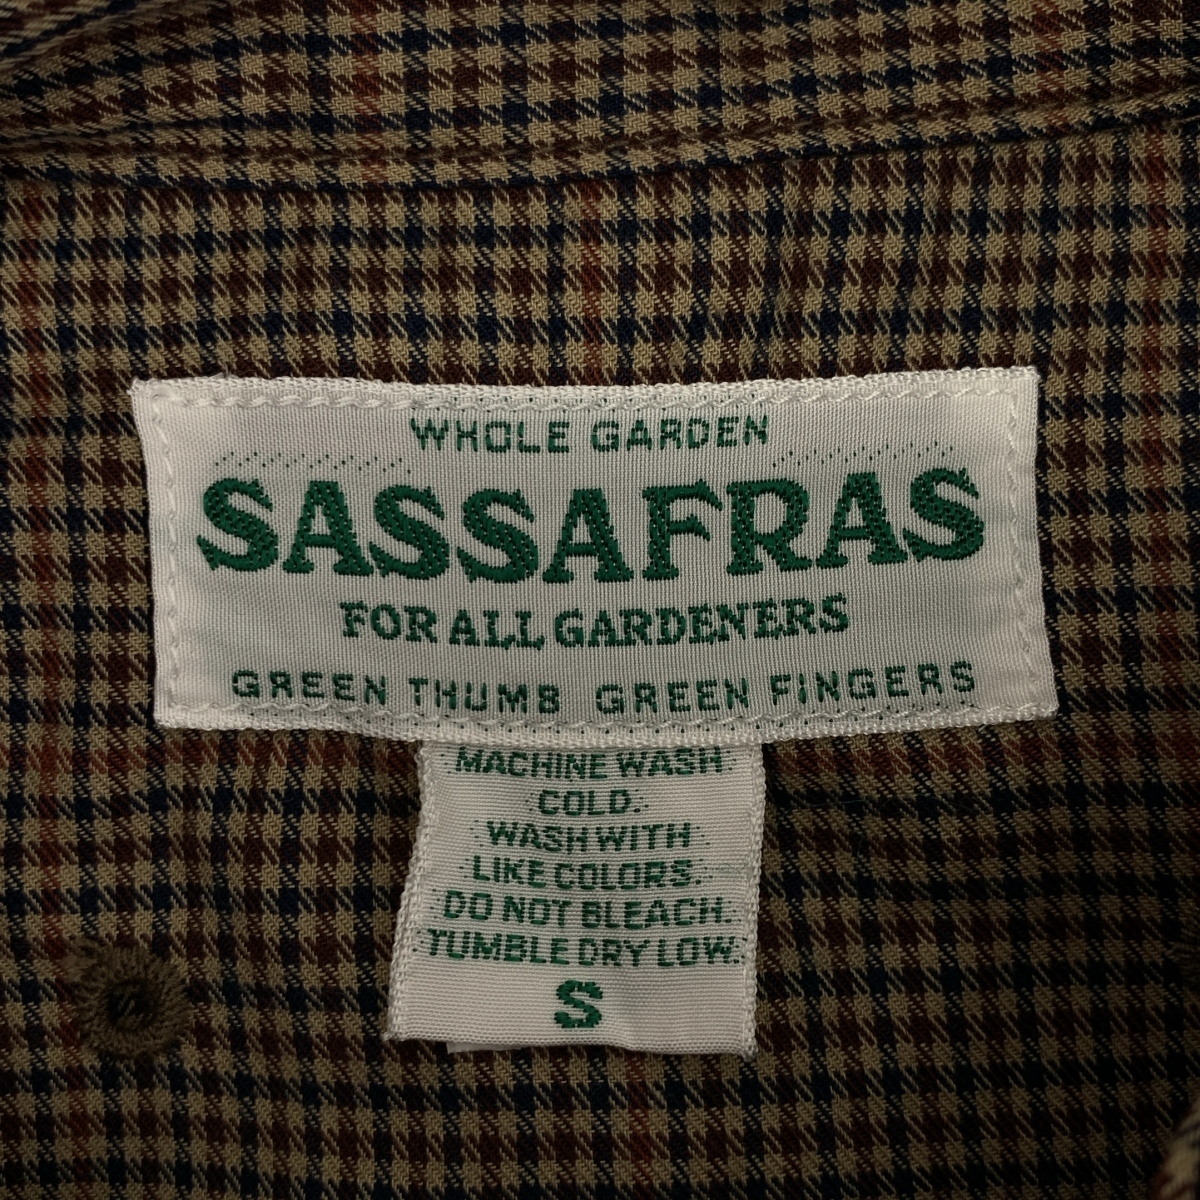 WHOLE GARDEN
SASSAFRAS
FOR ALL GARDENERS
GREEN THUMB GREEN FINGERS
MACHINE WASH
COLD.
WASH WITH
LIKE COLORS.
DO NOT BLEACH.
TUMBLE DRY LOW.
S